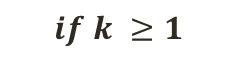 if k ≥ 1